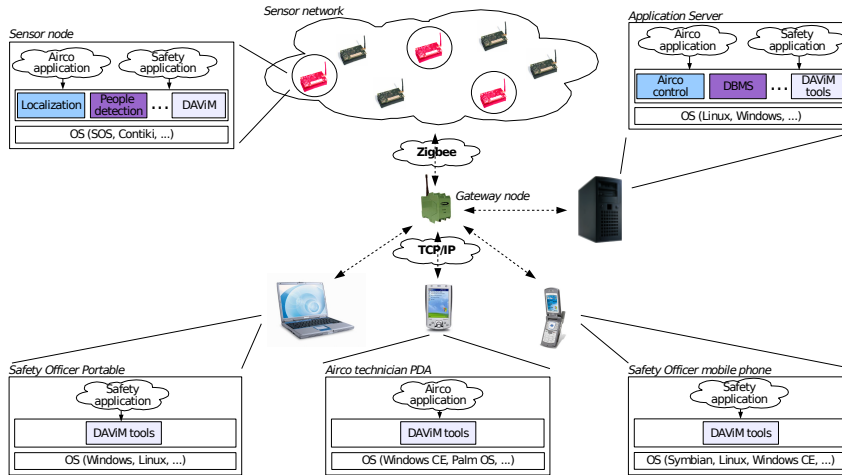 Sensor network
Sensor node
Application Server
Airco
application
Safety
application
Airco
application
Safety
application
Localization
People
detection
...
DAViM
Airco
control
DBMS
...
DAViM
tools
OS (SOS, Contiki, ...)
OS (Linux, Windows, ...)
Zigbee
Gateway node
TCP/IP
Safety Officer Portable
Airco technician PDA
Safety Officer mobile phone
Safety
application
Airco
application
Safety
application
DAViM tools
DAViM tools
DAViM tools
OS (Windows, Linux, ...)
OS (Windows CE, Palm OS, ...)
OS (Symbian, Linux, Windows CE, ...)